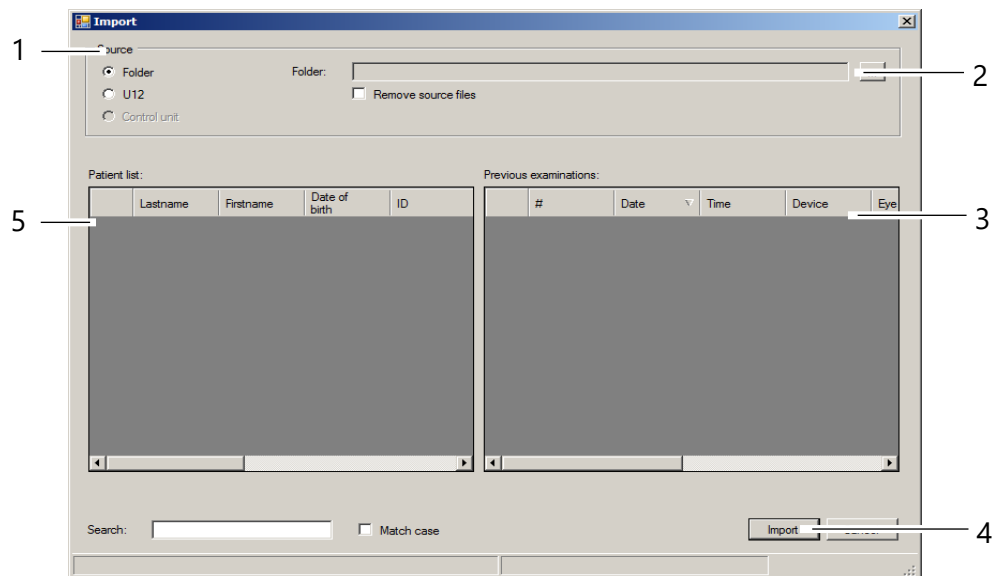 Import
1
Source
Folder
Folder:
2
U12
Remove source files
Control unit
Patient list:
Previous examinations:
Lastname Firstname Date of birth ID
# Date Time Device Eye
5
3
Search:
Match case
Import
4